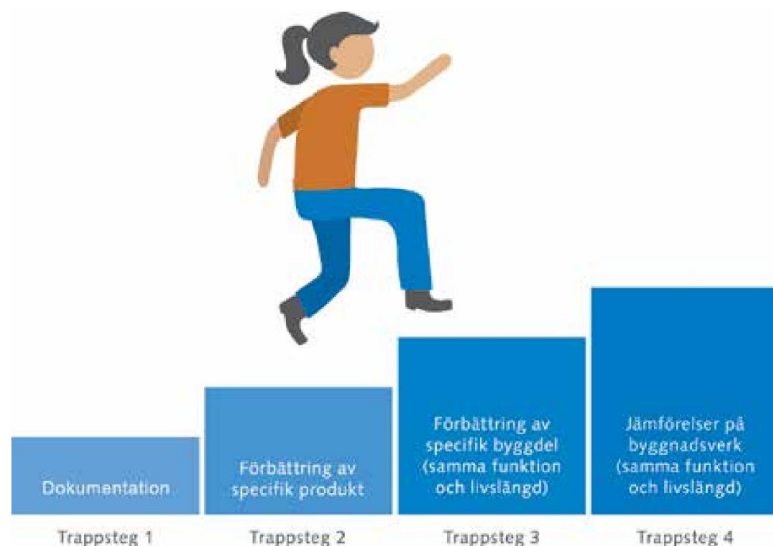 Dokumentation
Förbättring av
specifik produkt
Förbättring av
specifik byggdel
(samma funktion
och livslängd)
Jämförelser på
byggnadsverk
(samma funktion
och livslängd)
Trappsteg 1
Trappsteg 2
Trappsteg 3
Trappsteg 4